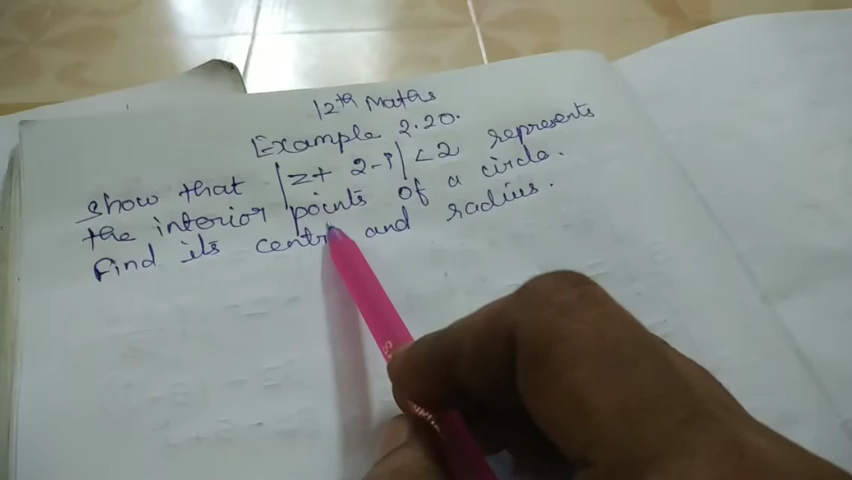 12th Maths
Example 2.20.
Show that |z+ 2-i| <2 represents
the interior points of a circle.
Find its centre and radius.